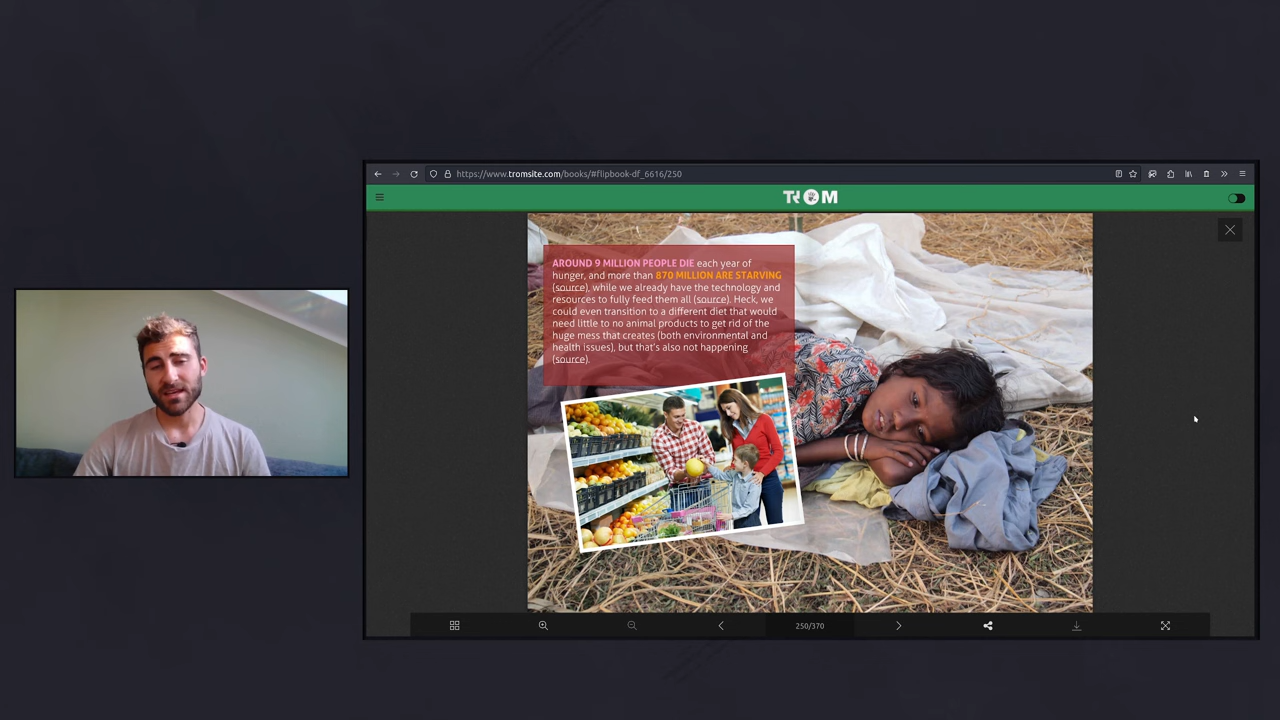 https://www.tromsite.com/books/#flipbook-df_6616/250
TROM
AROUND 9 MILLION PEOPLE DIE each year of
hunger, and more than 870 MILLION ARE STARVING
(source), while we already have the technology and
resources to fully feed them all (source). Heck, we
could even transition to a different diet that would
need little to no animal products to get rid of the
huge mess that creates (both environmental and
health issues), but that's also not happening
(source).
250/370